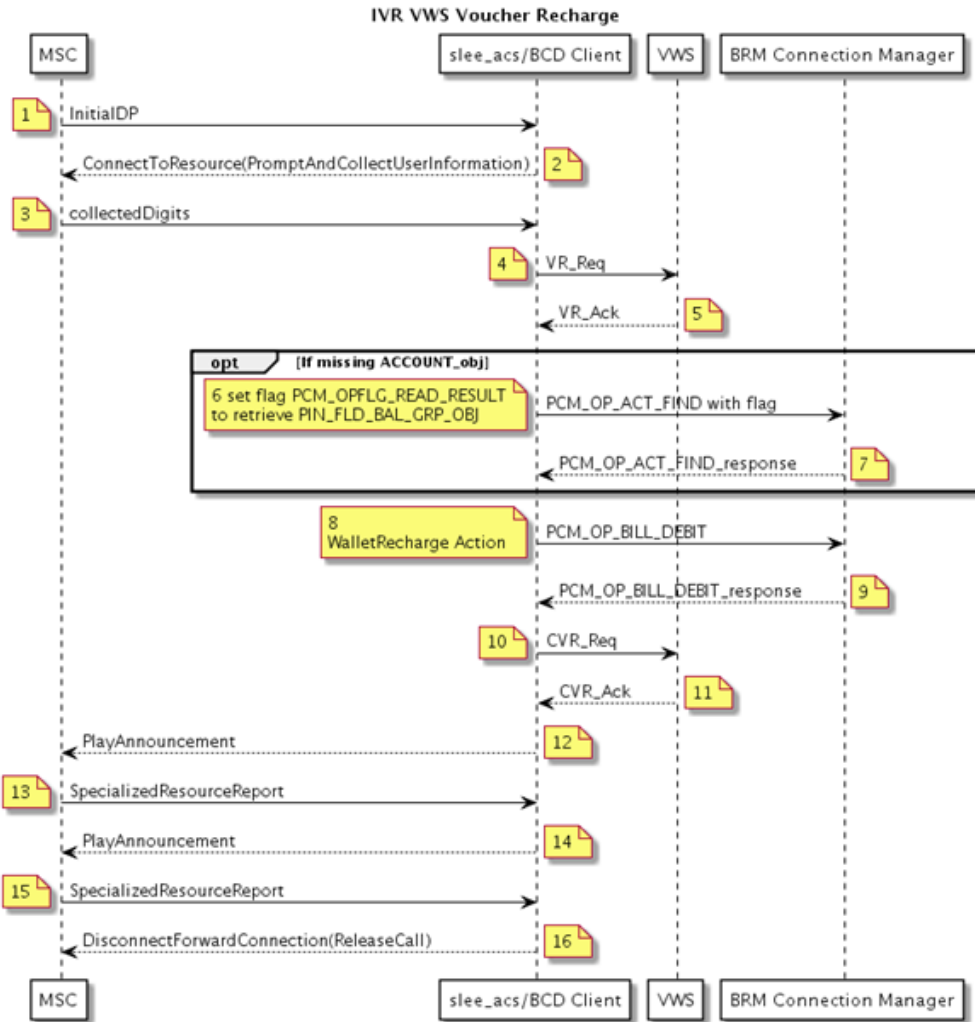 IVR VWS Voucher Recharge
MSC
slee_acs/BCD Client
VWS
BRM Connection Manager
1
InitialDP
ConnectToResource(PromptAndCollectUserInformation)
2
3
collectedDigits
4
VR_Req
VR_Ack
5
opt
[If missing ACCOUNT_obj]
6 set flag PCM_OPFLG_READ_RESULT
to retrieve PIN_FLD_BAL_GRP_OBJ
PCM_OP_ACT_FIND with flag
PCM_OP_ACT_FIND_response
7
8
WalletRecharge Action
PCM_OP_BILL_DEBIT
PCM_OP_BILL_DEBIT_response
9
10
CVR_Req
CVR_Ack
11
PlayAnnouncement
12
13
SpecializedResourceReport
PlayAnnouncement
14
15
SpecializedResourceReport
DisconnectForwardConnection(ReleaseCall)
16
MSC
slee_acs/BCD Client
VWS
BRM Connection Manager